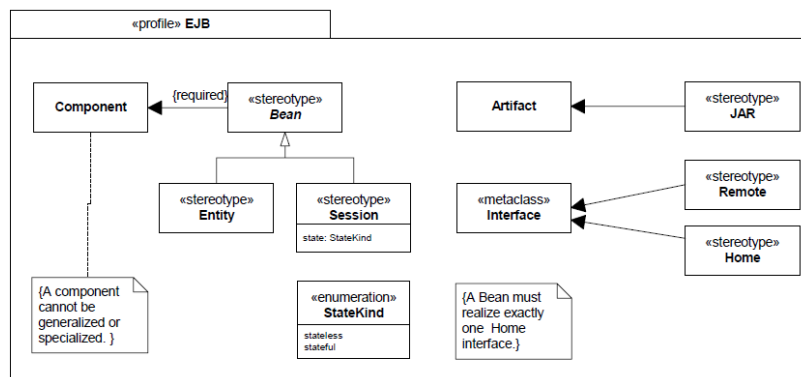 «profile» EJB
Component
{required}
«stereotype»
Bean
Artifact
«stereotype»
JAR
«stereotype»
Entity
«stereotype»
Session
state: StateKind
«metaclass»
Interface
«stereotype»
Remote
«stereotype»
Home
{A component
cannot be
generalized or
specialized. }
«enumeration»
StateKind
stateless
stateful
{A Bean must
realize exactly
one Home
interface.}